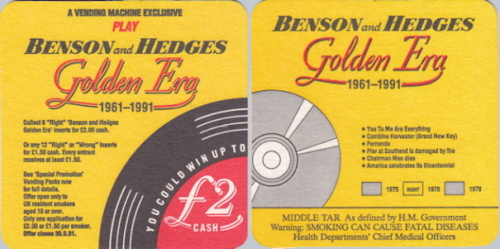 A VENDING MACHINE EXCLUSIVE
PLAY
BENSON and HEDGES
Golden Era
1961-1991
Collect 6 "Right" 'Benson and Hedges
Golden Era' inserts for £2.00 cash.
Or any 12 "Right" or "Wrong" inserts
for £1.50 cash. Every entrant
receives at least £1.50.
See 'Special Promotion'
Vending Packs now
for full details.
Offer open only to
UK resident smokers
aged 18 or over.
Only one application for
£2.00 or £1.50 per smoker.
Offer closes 30.9.91.
YOU COULD WIN UP TO
£2
CASH
BENSON and HEDGES
Golden Era
1961-1991
• You To Me Are Everything
• Combine Harvester (Brand New Key)
• Fernando
• Pier at Southend is damaged by fire
• Chairman Mao dies
• America celebrates its Bicentennial
1975 RIGHT 1976 1978
MIDDLE TAR As defined by H.M. Government
Warning: SMOKING CAN CAUSE FATAL DISEASES
Health Departments' Chief Medical Officers